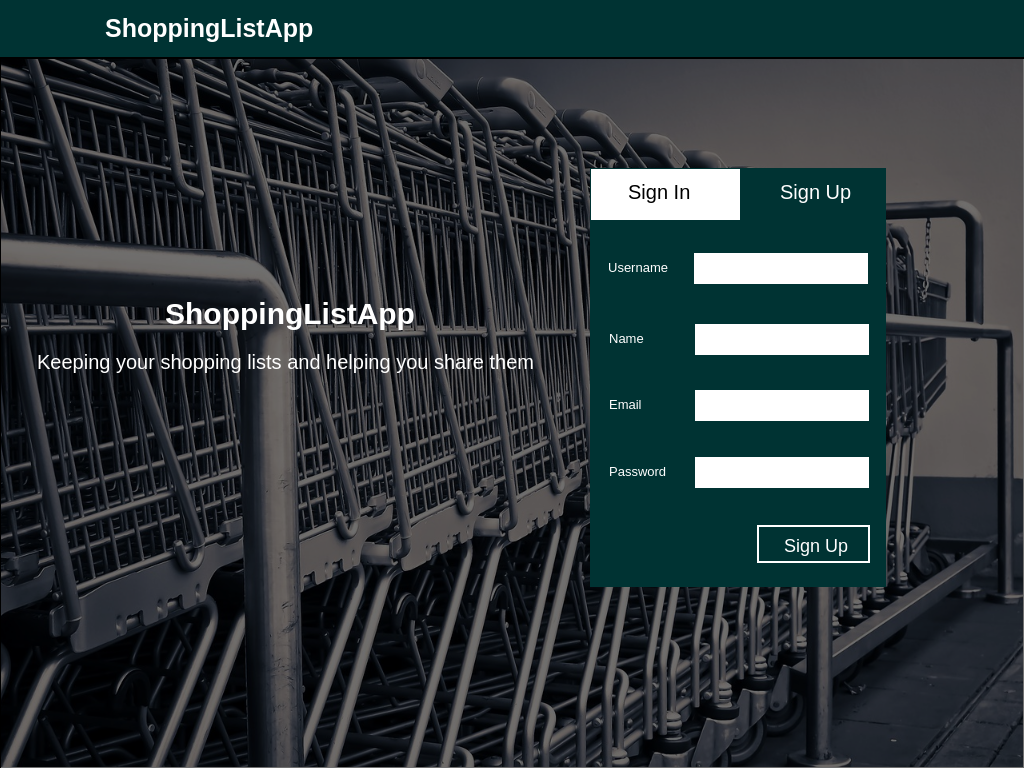 ShoppingListApp
ShoppingListApp
Keeping your shopping lists and helping you share them
Sign In
Sign Up
Username
Name
Email
Password
Sign Up